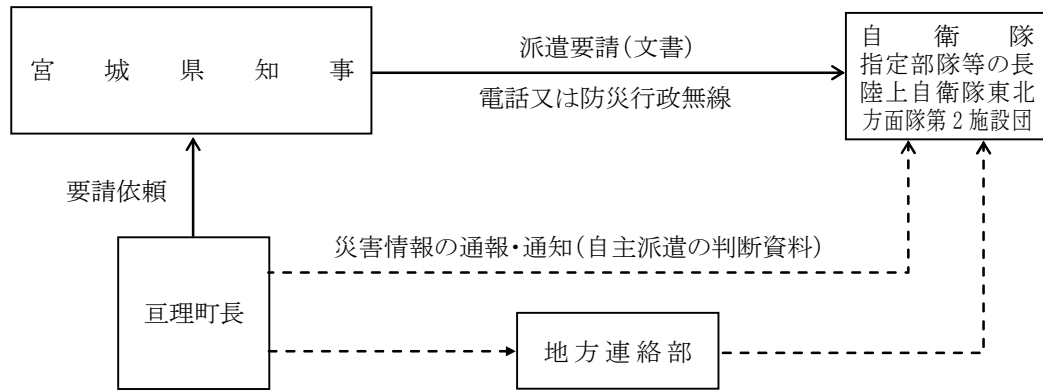 宮城県知事
派遣要請(文書)
電話又は防災行政無線
自衛隊
指定部隊等の長
陸上自衛隊東北
方面隊第2施設団
要請依頼
災害情報の通報・通知(自主派遣の判断資料)
亘理町長
地方連絡部